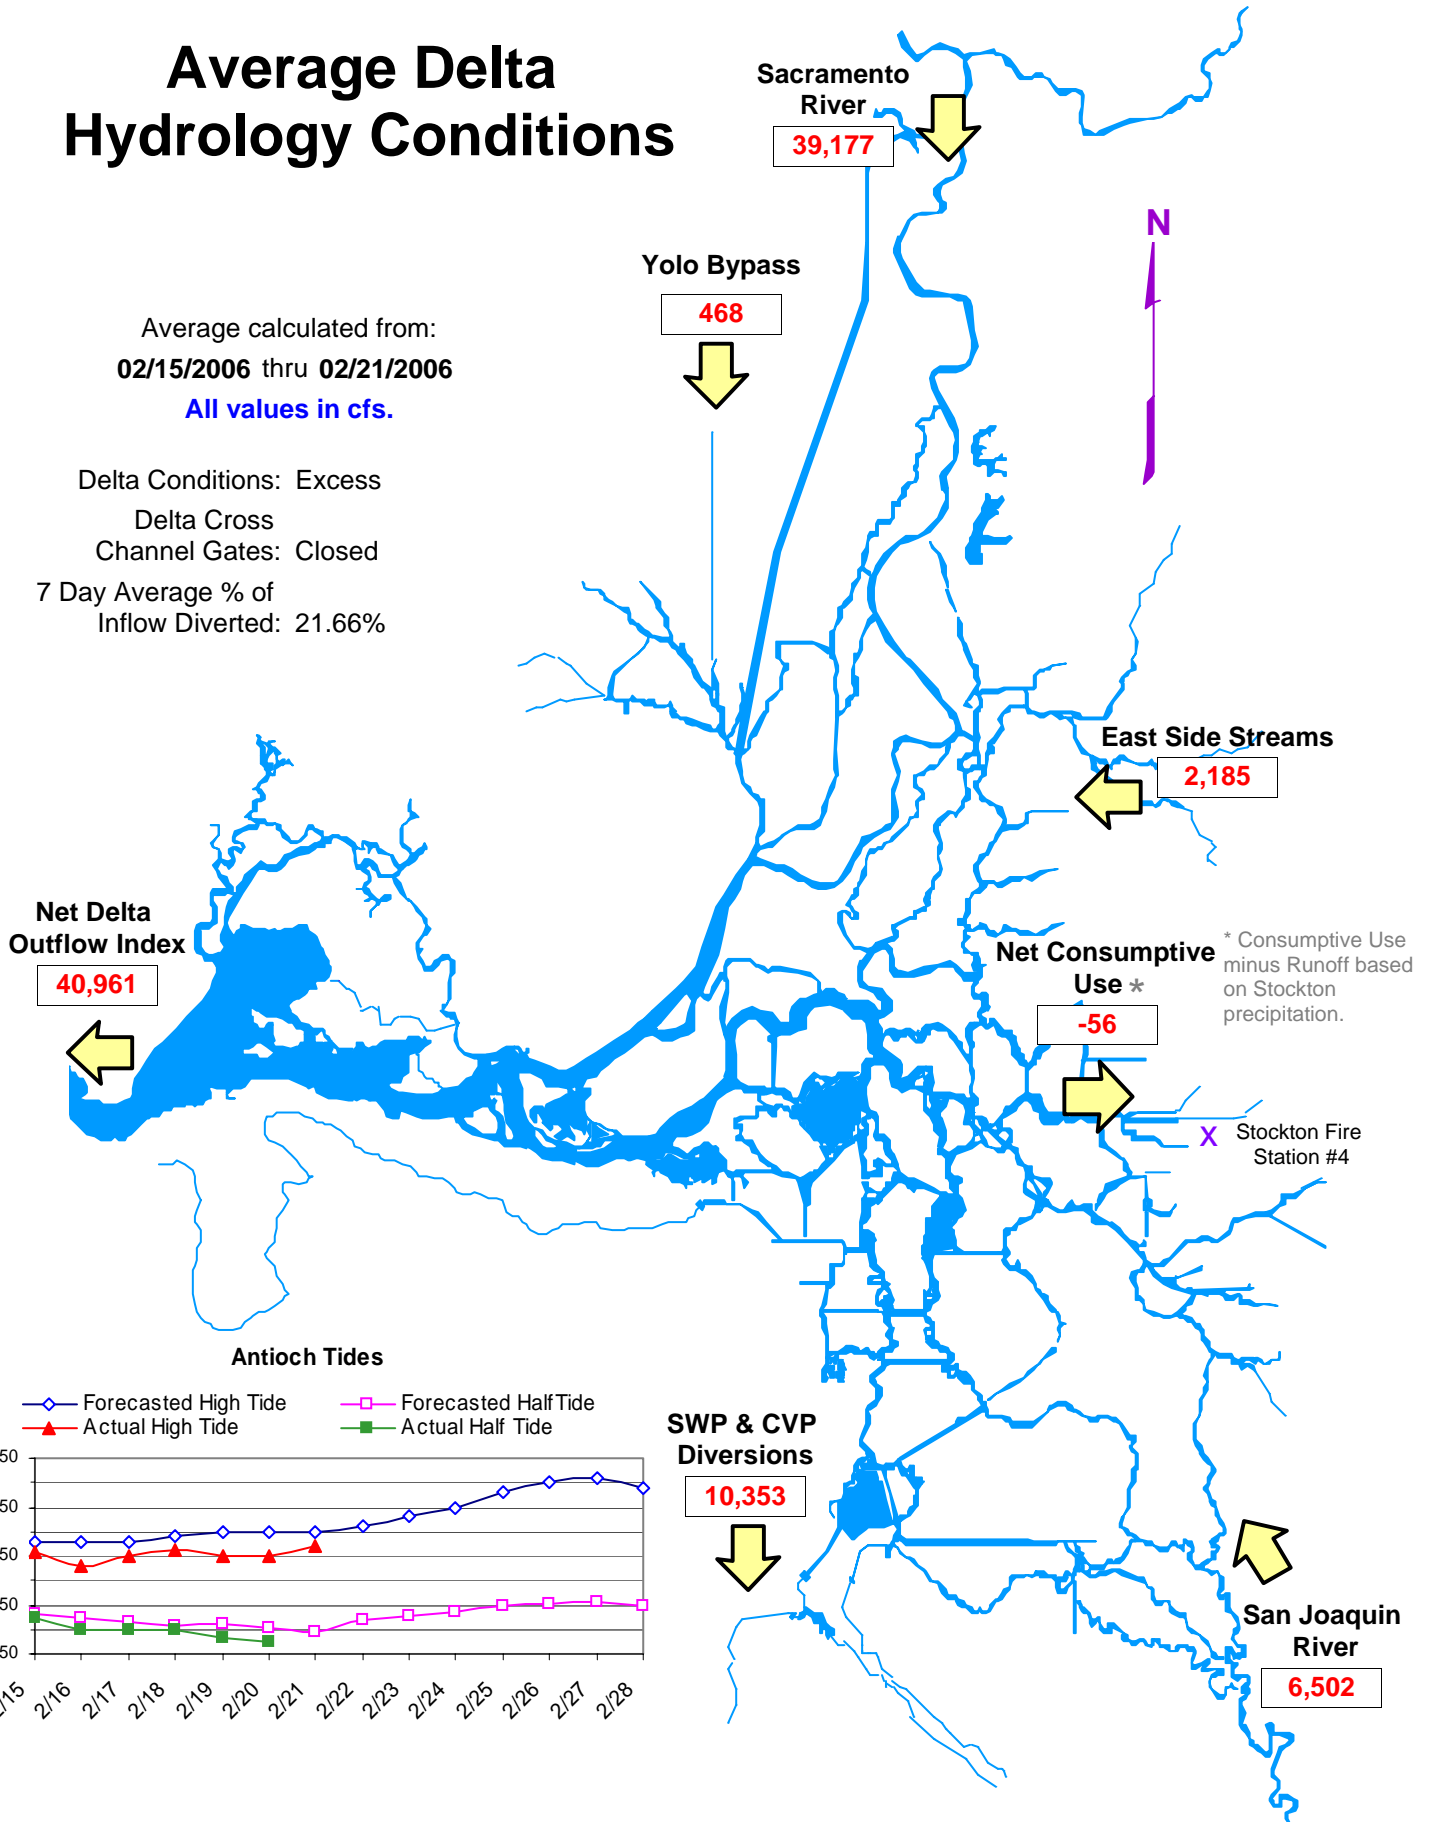 Average Delta
Hydrology Conditions
Sacramento
River
39,177
N
Yolo Bypass
468
Average calculated from:
02/15/2006 thru 02/21/2006
All values in cfs.
Delta Conditions: Excess
Delta Cross
Channel Gates: Closed
7 Day Average % of
Inflow Diverted: 21.66%
East Side Streams
2,185
Net Delta
Outflow Index
40,961
Net Consumptive
Use *
-56
* Consumptive Use
minus Runoff based
on Stockton
precipitation.
X Stockton Fire
Station #4
Antioch Tides
Forecasted High Tide
Forecasted Half Tide
Actual High Tide
Actual Half Tide
50
50
50
50
50
/15
2/16
2/17
2/18
2/19
2/20
2/21
2/22
2/23
2/24
2/25
2/26
2/27
2/28
SWP & CVP
Diversions
10,353
San Joaquin
River
6,502